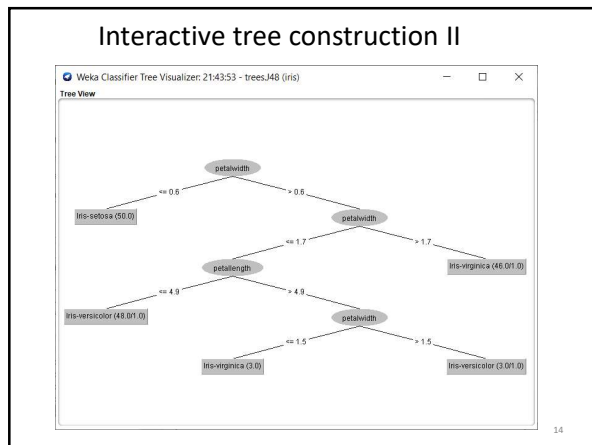 Interactive tree construction II
Weka Classifier Tree Visualizer: 21:43:53 - trees.J48 (iris)
Tree View
petalwidth
<= 0.6
> 0.6
Iris-setosa (50.0)
petalwidth
<= 1.7
> 1.7
petallength
Iris-virginica (46.0/1.0)
<= 4.9
> 4.9
Iris-versicolor (48.0/1.0)
petalwidth
<= 1.5
> 1.5
Iris-virginica (3.0)
Iris-versicolor (3.0/1.0)
14